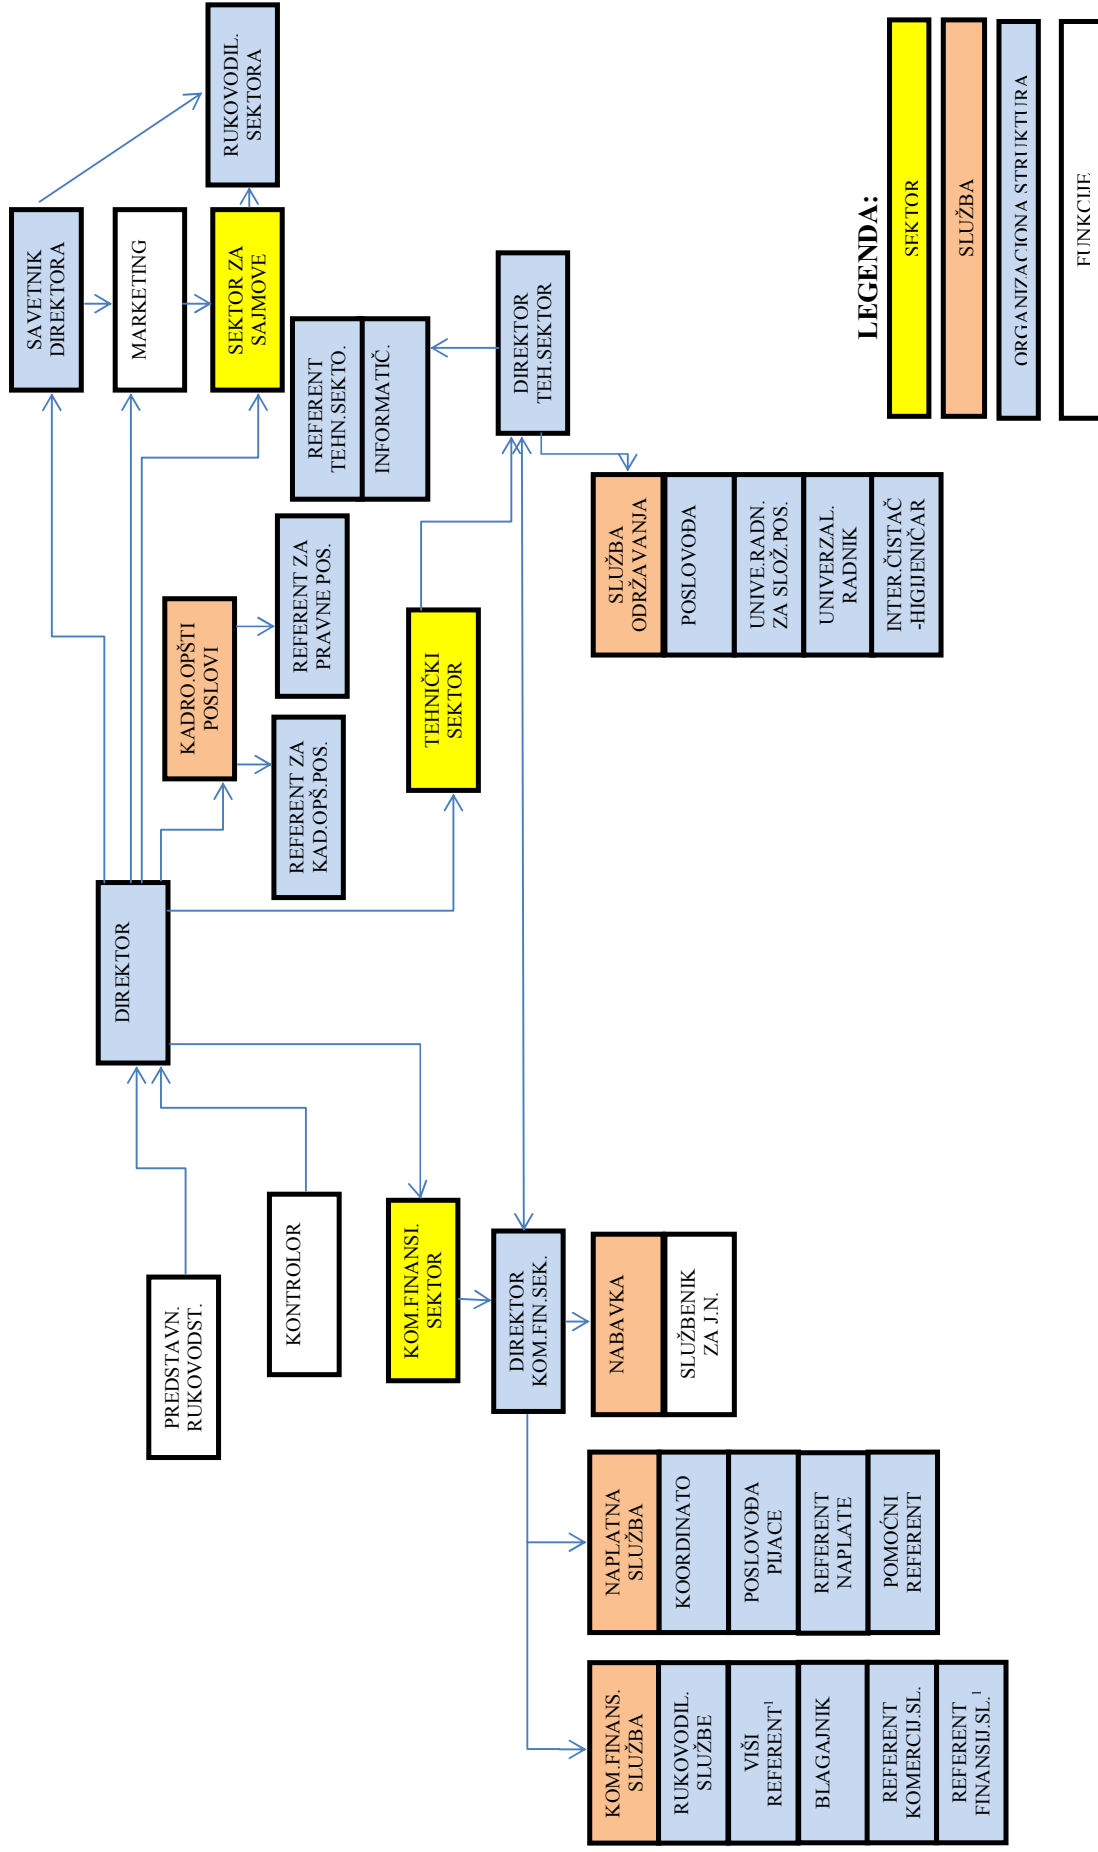 PREDSTAVN.
RUKOVODST.
KONTROLOR
DIREKTOR
SAVETNIK
DIREKTORA
MARKETING
SEKTOR ZA
SAJMOVE
RUKOVODIL.
SEKTORA
KADRO.OPŠTI
POSLOVI
REFERENT ZA
KAD.OPŠ.POS.
REFERENT ZA
PRAVNE POS.
KOM.FINANSI.
SEKTOR
TEHNIČKI
SEKTOR
REFERENT
TEHN.SEKTO.
INFORMATIČ.
DIREKTOR
KOM.FIN.SEK.
DIREKTOR
TEH.SEKTOR
KOM.FINANS.
SLUŽBA
RUKOVODIL.
SLUŽBE
VIŠI
REFERENT¹
BLAGAJNIK
REFERENT
KOMERCIJ.SL.
REFERENT
FINANSIJ.SL.¹
NAPLATNA
SLUŽBA
KOORDINATO
POSLOVOĐA
PIJACE
REFERENT
NAPLATE
POMOĆNI
REFERENT
NABAVKA
SLUŽBENIK
ZA J.N.
SLUŽBA
ODRŽAVANJA
POSLOVOĐA
UNIVE.RADN.
ZA SLOŽ.POS.
UNIVERZAL.
RADNIK
INTER.ČISTAČ
-HIGIJENIČAR
LEGENDA:
SEKTOR
SLUŽBA
ORGANIZACIONA STRUKTURA
FUNKCIJE